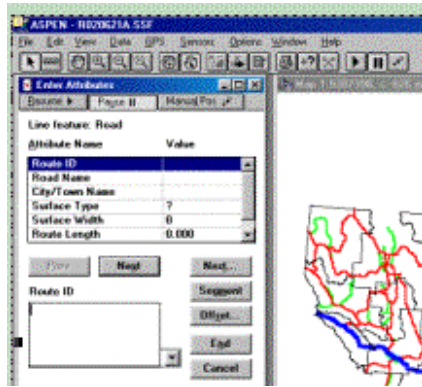 ASPEN - R020621A.SSF
File Edit View Data GPS Sensors Options Window Help
Enter Attributes
Resume Pause Manual Pos
Line feature: Road
Attribute Name Value
Route ID
Road Name
City/Town Name
Surface Type ?
Surface Width 0
Route Length 0.000
Prev Next Next...
Route ID Segment
Offset...
End
Cancel